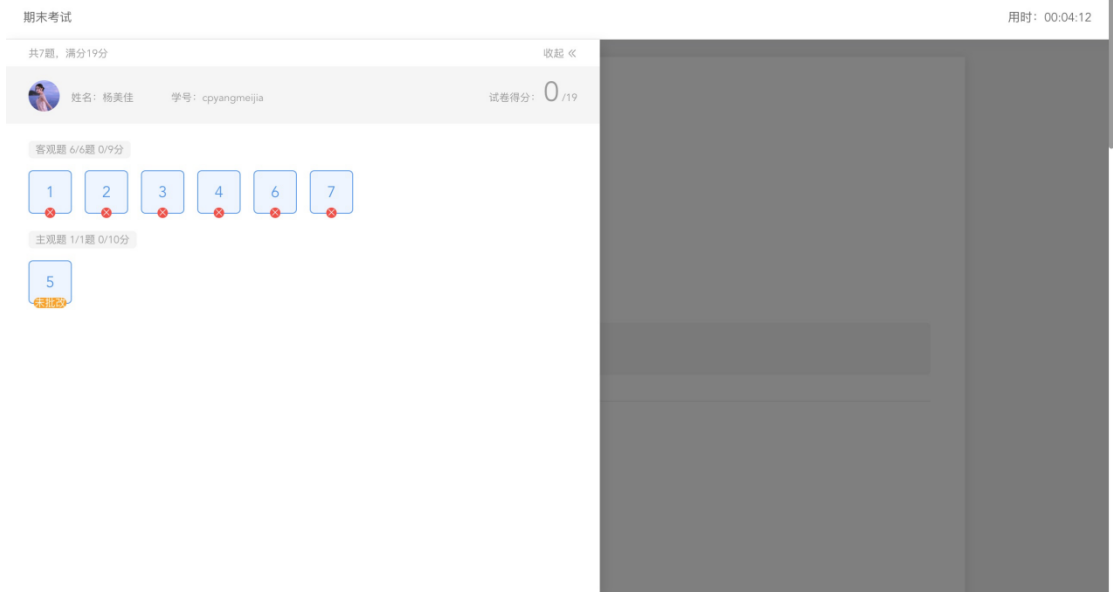 期末考试
用时：00:04:12
共7题，满分19分
收起 «
姓名：杨美佳 学号：cpyangmeijia 试卷得分：0 /19
客观题 6/6题 0/9分
1 2 3 4 6 7
主观题 1/1题 0/10分
5
未批改